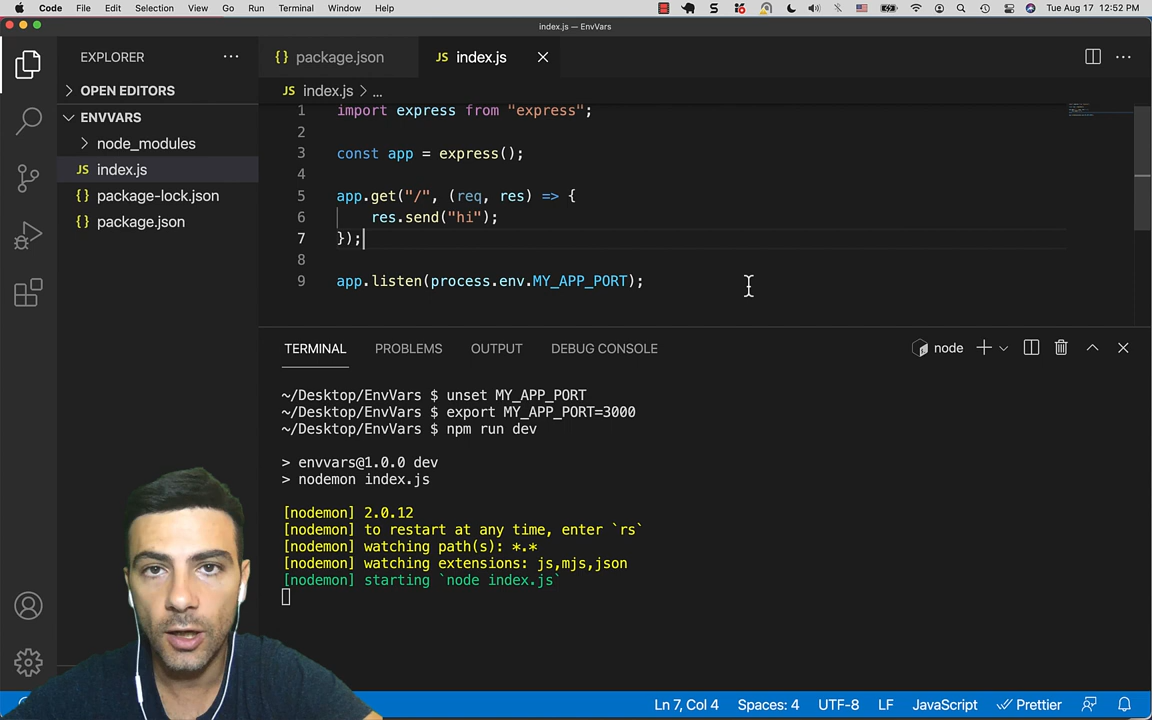 Code File Edit Selection View Go Run Terminal Window Help Tue Aug 17 12:52 PM
index.js — EnvVars
EXPLORER
package.json
JS index.js
OPEN EDITORS
JS index.js > ...
ENVVARS
node_modules
JS index.js
{} package-lock.json
{} package.json
1 import express from "express";
2
3 const app = express();
4
5 app.get("/", (req, res) => {
6 res.send("hi");
7 });
8
9 app.listen(process.env.MY_APP_PORT);
TERMINAL PROBLEMS OUTPUT DEBUG CONSOLE node
~/Desktop/EnvVars $ unset MY_APP_PORT
~/Desktop/EnvVars $ export MY_APP_PORT=3000
~/Desktop/EnvVars $ npm run dev
> envvars@1.0.0 dev
> nodemon index.js
[nodemon] 2.0.12
[nodemon] to restart at any time, enter `rs`
[nodemon] watching path(s): *.*
[nodemon] watching extensions: js,mjs,json
[nodemon] starting `node index.js`
Ln 7, Col 4 Spaces: 4 UTF-8 LF JavaScript Prettier